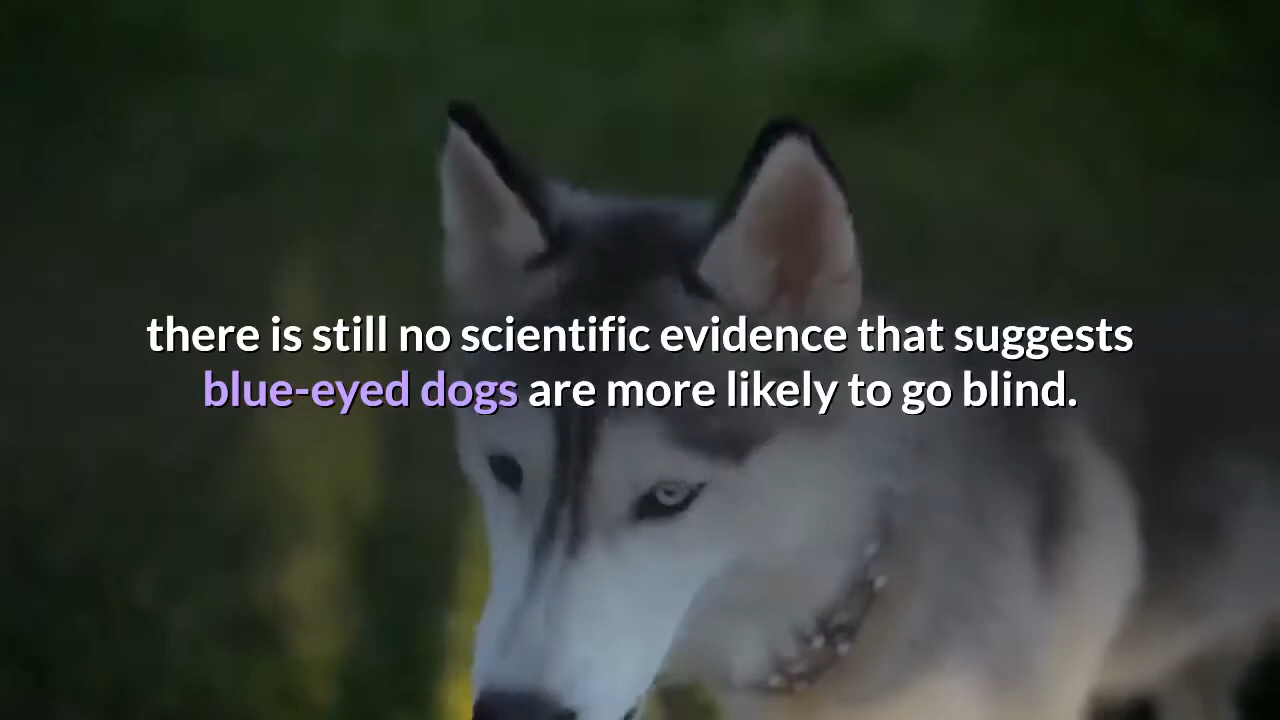 there is still no scientific evidence that suggests
blue-eyed dogs are more likely to go blind.